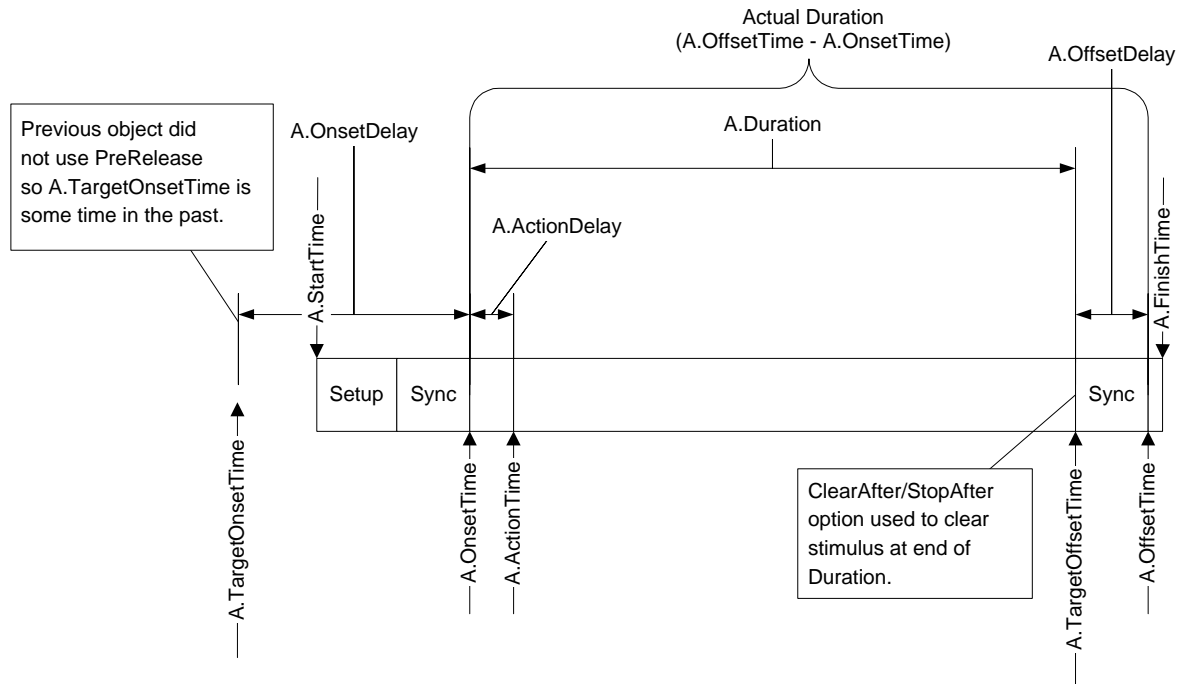 Actual Duration
(A.OffsetTime - A.OnsetTime)
A.OffsetDelay
Previous object did
not use PreRelease
so A.TargetOnsetTime is
some time in the past.
A.OnsetDelay
A.Duration
A.StartTime
A.ActionDelay
A.FinishTime
Setup
Sync
Sync
A.TargetOnsetTime
A.OnsetTime
A.ActionTime
ClearAfter/StopAfter
option used to clear
stimulus at end of
Duration.
A.TargetOffsetTime
A.OffsetTime